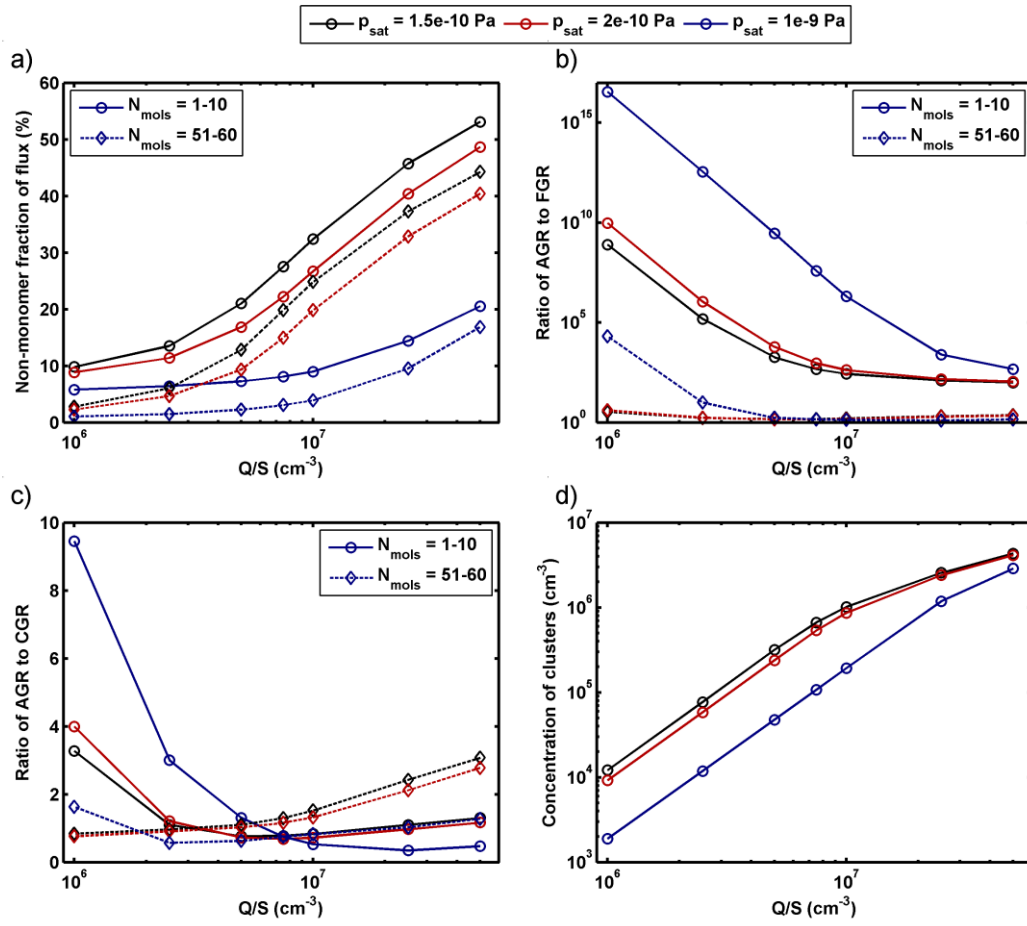 p_sat = 1.5e-10 Pa p_sat = 2e-10 Pa p_sat = 1e-9 Pa
a)
60
50
40
30
20
10
0
Non-monomer fraction of flux (%)
N_mols = 1-10
N_mols = 51-60
10^6 10^7
Q/S (cm^-3)
b)
10^15
10^10
10^5
10^0
Ratio of AGR to FGR
N_mols = 1-10
N_mols = 51-60
10^6 10^7
Q/S (cm^-3)
c)
10
8
6
4
2
0
Ratio of AGR to CGR
N_mols = 1-10
N_mols = 51-60
10^6 10^7
Q/S (cm^-3)
d)
10^7
10^6
10^5
10^4
10^3
Concentration of clusters (cm^-3)
10^6 10^7
Q/S (cm^-3)